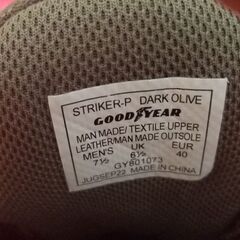 STRIKER-P DARK OLIVE
GOODYEAR
MAN MADE/TEXTILE UPPER
LEATHER/MAN MADE OUTSOLE
MEN'S UK EUR
7½ 6½ 40
GY801073
JUGSEP22 MADE IN CHINA